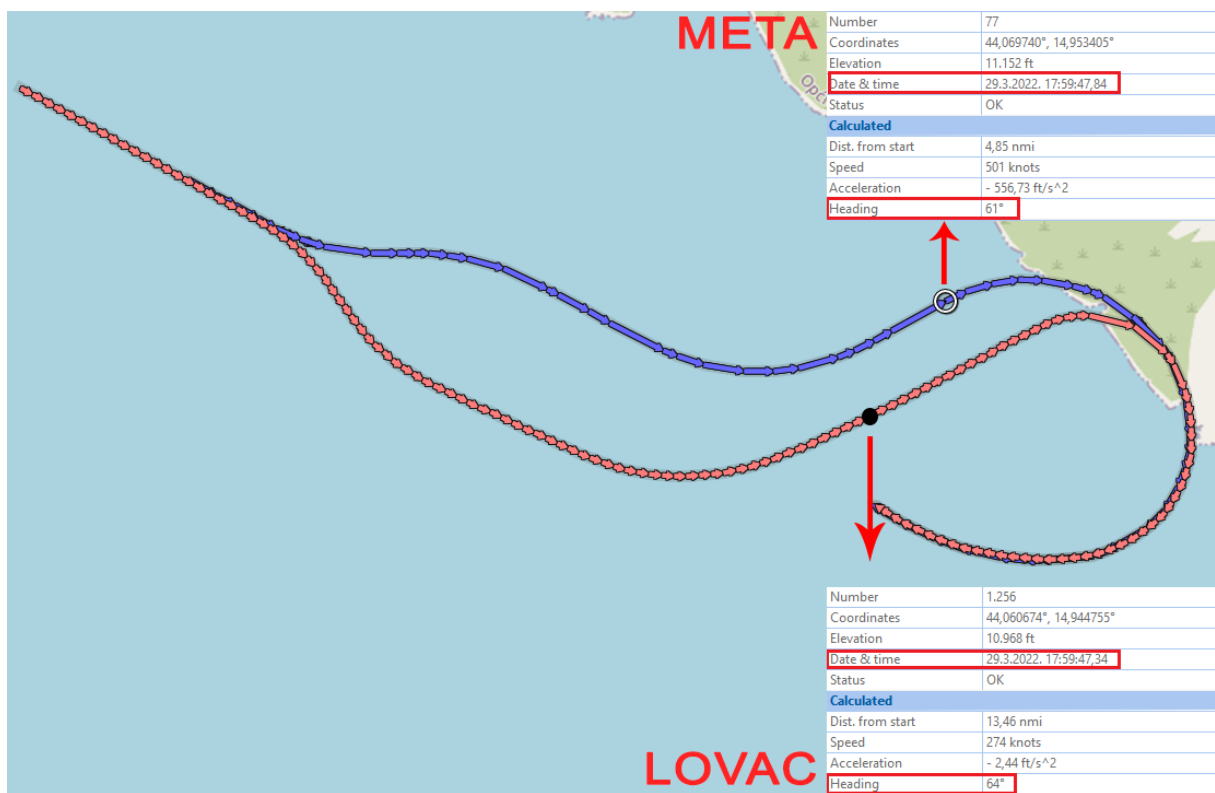 META
Number 77
Coordinates 44,069740°, 14,953405°
Elevation 11.152 ft
Date & time 29.3.2022. 17:59:47,84
Status OK
Calculated
Dist. from start 4,85 nmi
Speed 501 knots
Acceleration - 556,73 ft/s^2
Heading 61°
Opći
LOVAC
Number 1.256
Coordinates 44,060674°, 14,944755°
Elevation 10.968 ft
Date & time 29.3.2022. 17:59:47,34
Status OK
Calculated
Dist. from start 13,46 nmi
Speed 274 knots
Acceleration - 2,44 ft/s^2
Heading 64°